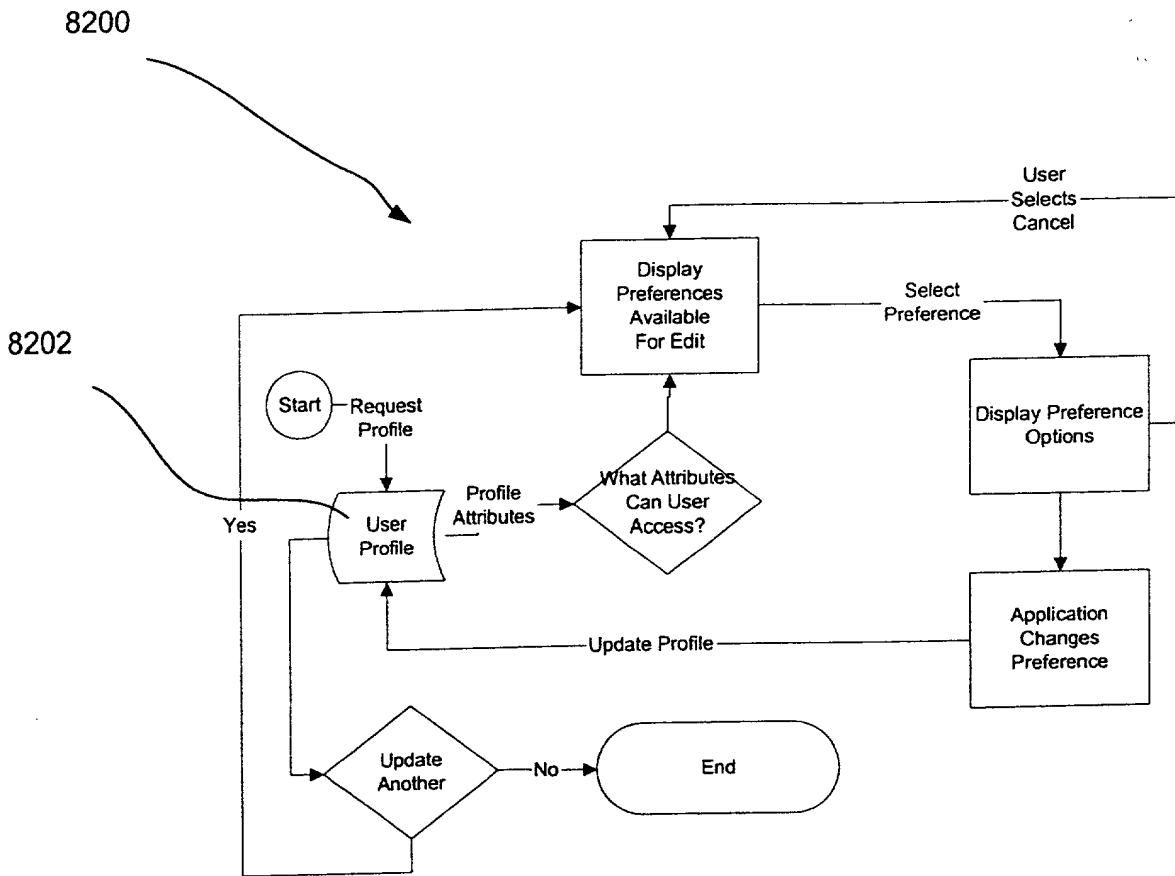 8200
User
Selects
Cancel
Display
Preferences
Available
For Edit
Select
Preference
8202
Start
Request
Profile
Display Preference
Options
What Attributes
Can User
Access?
Profile
Attributes
User
Profile
Yes
Application
Changes
Preference
Update Profile
Update
Another
No
End